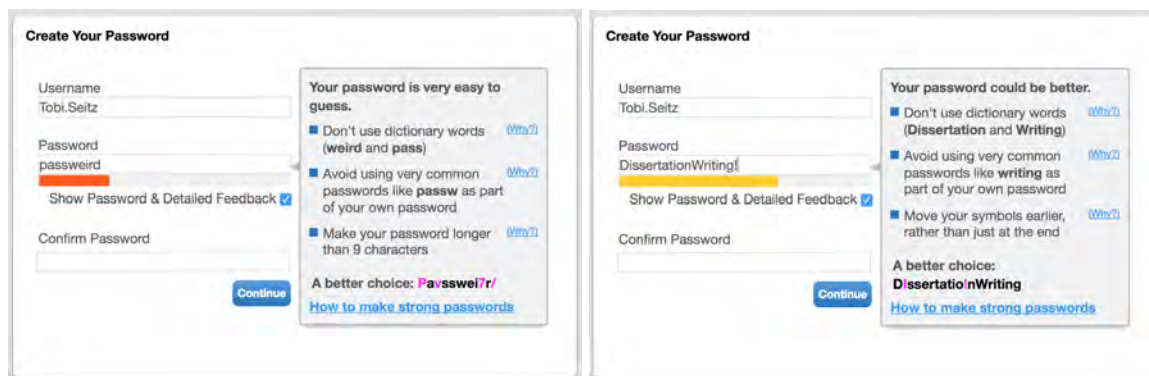 Create Your Password
Username
Tobi.Seitz
Password
passweird
Show Password & Detailed Feedback
Confirm Password
Continue
Your password is very easy to
guess.
Don't use dictionary words (Why?)
(weird and pass)
Avoid using very common (Why?)
passwords like passw as part
of your own password
Make your password longer (Why?)
than 9 characters
A better choice: Pavsswei7r/
How to make strong passwords
Create Your Password
Username
Tobi.Seitz
Password
DissertationWriting!
Show Password & Detailed Feedback
Confirm Password
Continue
Your password could be better.
Don't use dictionary words (Why?)
(Dissertation and Writing)
Avoid using very common (Why?)
passwords like writing as
part of your own password
Move your symbols earlier, (Why?)
rather than just at the end
A better choice:
How to make strong passwords